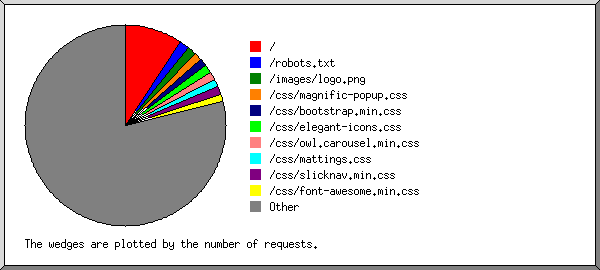 /
/robots.txt
/images/logo.png
/css/magnific-popup.css
/css/bootstrap.min.css
/css/elegant-icons.css
/css/owl.carousel.min.css
/css/mattings.css
/css/slicknav.min.css
/css/font-awesome.min.css
Other
The wedges are plotted by the number of requests.